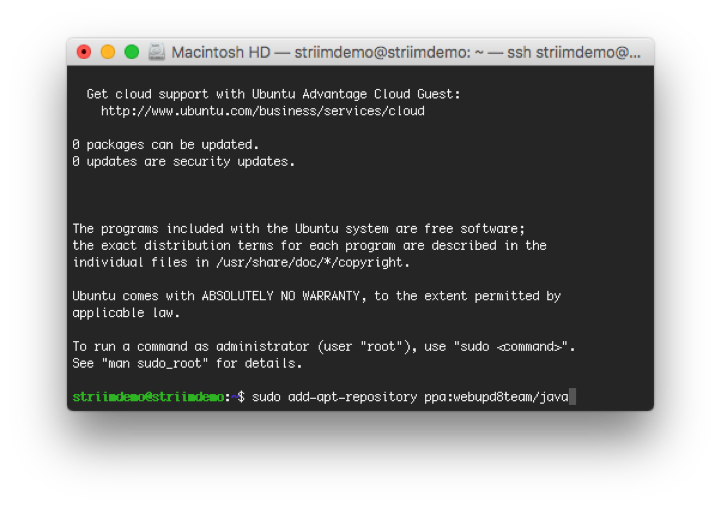 Macintosh HD — striimdemo@striimdemo: ~ — ssh striimdemo@...
Get cloud support with Ubuntu Advantage Cloud Guest:
http://www.ubuntu.com/business/services/cloud
0 packages can be updated.
0 updates are security updates.
The programs included with the Ubuntu system are free software;
the exact distribution terms for each program are described in the
individual files in /usr/share/doc/*/copyright.
Ubuntu comes with ABSOLUTELY NO WARRANTY, to the extent permitted by
applicable law.
To run a command as administrator (user "root"), use "sudo <command>".
See "man sudo_root" for details.
striimdemo@striimdemo:~$ sudo add-apt-repository ppa:webupd8team/java